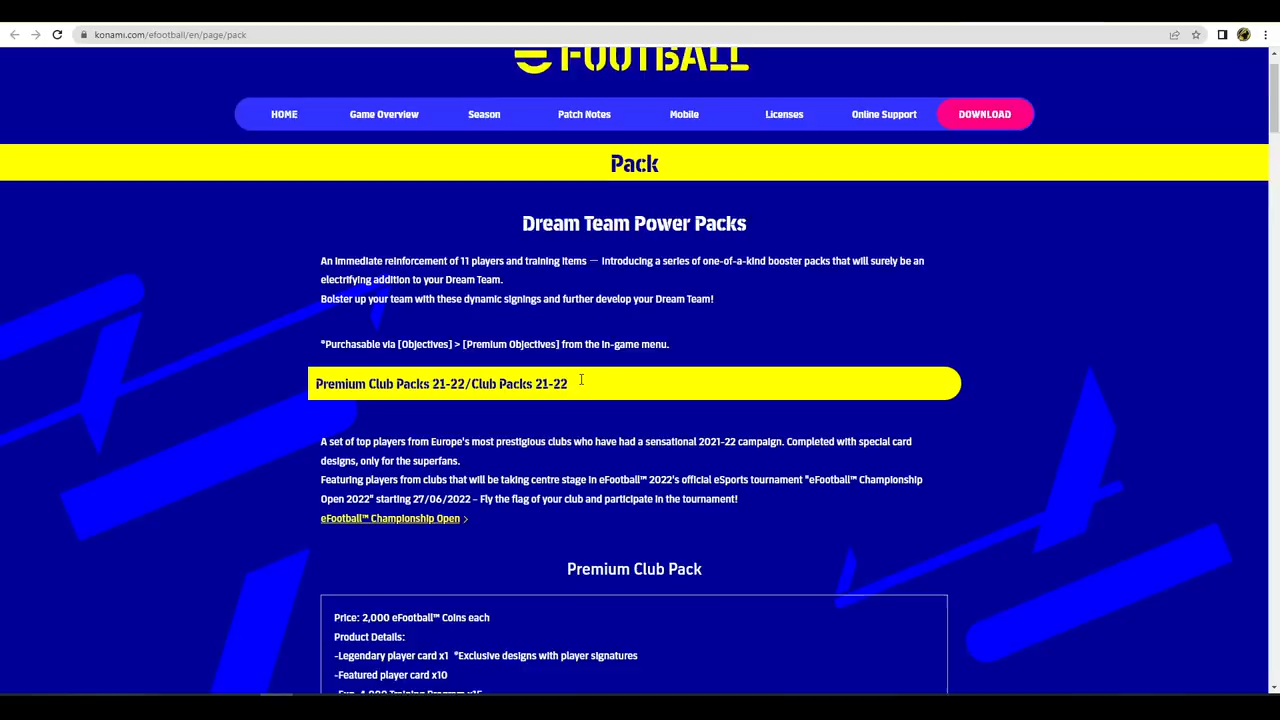 konami.com/efootball/en/page/pack
EFOOTBALL
HOME
Game Overview
Season
Patch Notes
Mobile
Licenses
Online Support
DOWNLOAD
Pack
Dream Team Power Packs
An immediate reinforcement of 11 players and training items — Introducing a series of one-of-a-kind booster packs that will surely be an
electrifying addition to your Dream Team.
Bolster up your team with these dynamic signings and further develop your Dream Team!
*Purchasable via [Objectives] > [Premium Objectives] from the in-game menu.
Premium Club Packs 21-22/Club Packs 21-22
A set of top players from Europe's most prestigious clubs who have had a sensational 2021-22 campaign. Completed with special card
designs, only for the superfans.
Featuring players from clubs that will be taking centre stage in eFootball™ 2022's official eSports tournament "eFootball™ Championship
Open 2022" starting 27/06/2022 – Fly the flag of your club and participate in the tournament!
eFootball™ Championship Open >
Premium Club Pack
Price: 2,000 eFootball™ Coins each
Product Details:
-Legendary player card x1 *Exclusive designs with player signatures
-Featured player card x10
-Exp. 4,000 Training Program x15